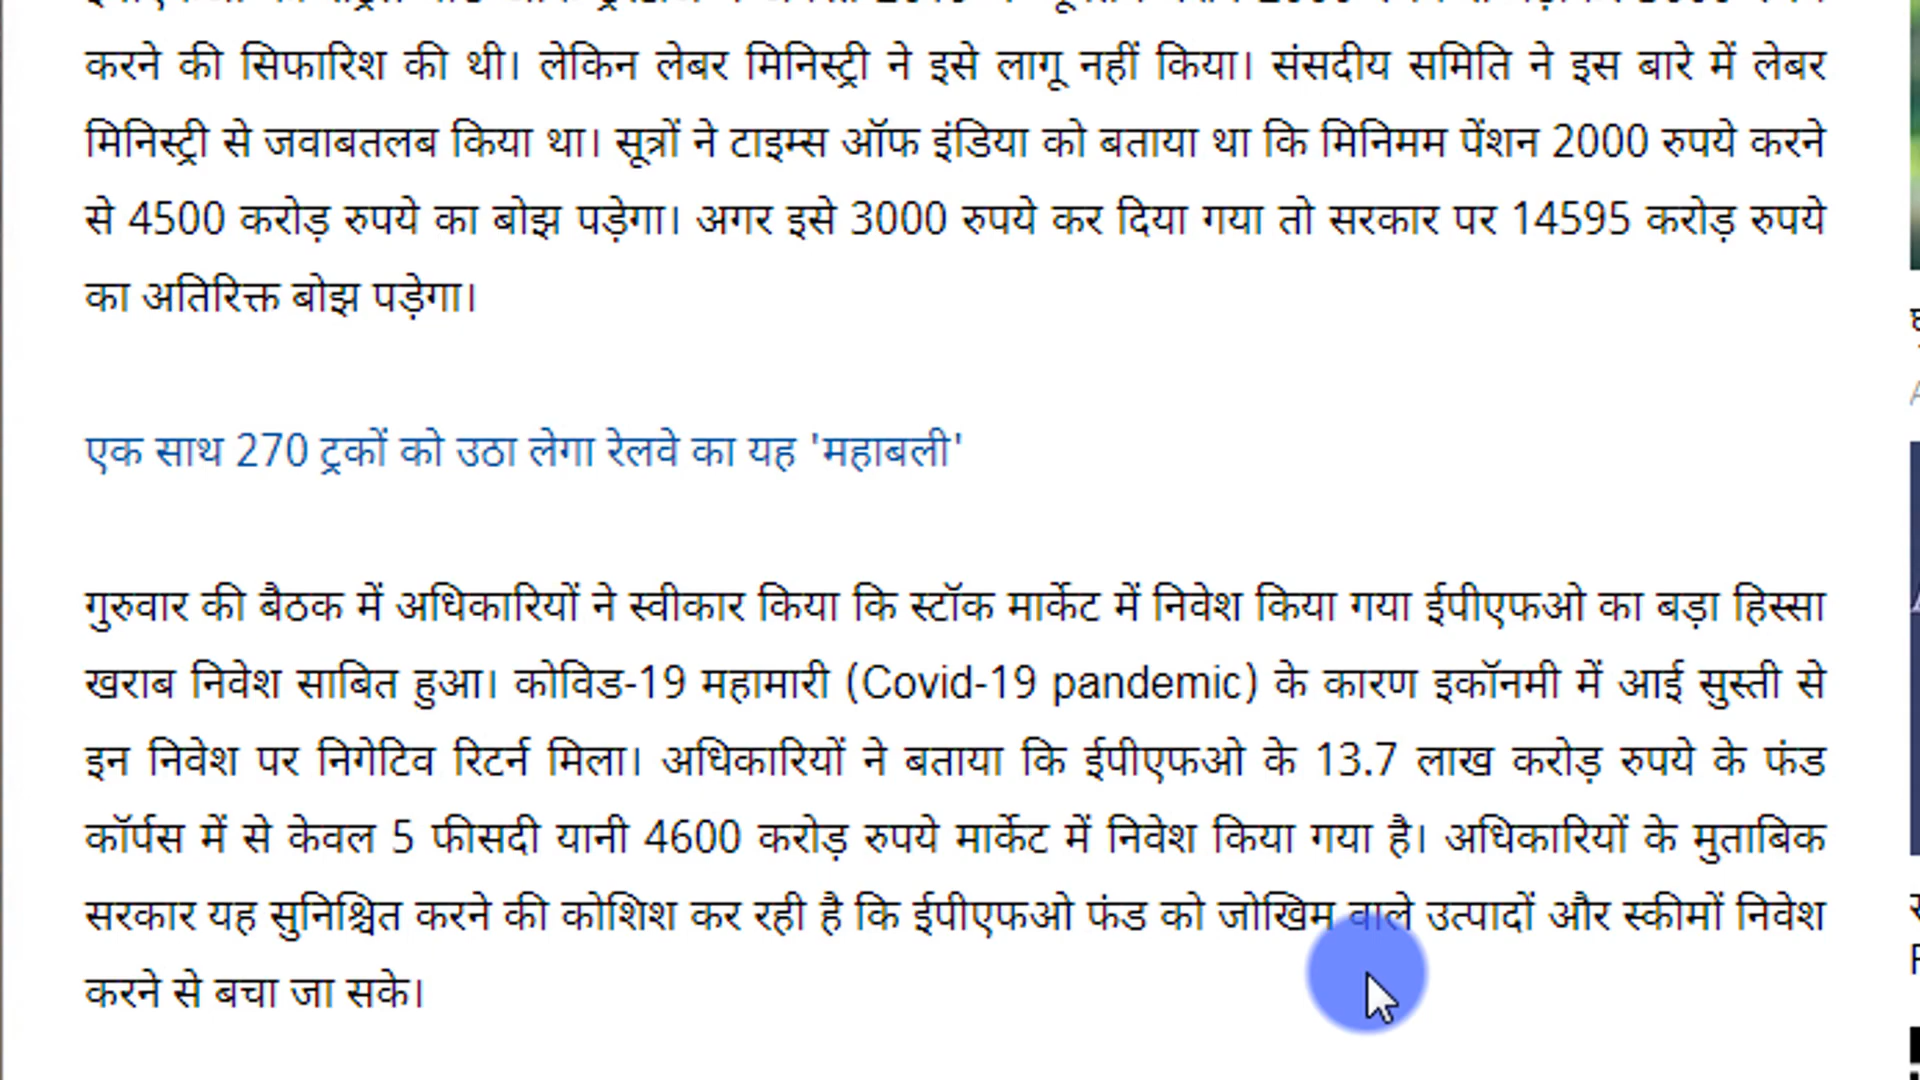 करने की सिफारिश की थी। लेकिन लेबर मिनिस्ट्री ने इसे लागू नहीं किया। संसदीय समिति ने इस बारे में लेबर
मिनिस्ट्री से जवाबतलब किया था। सूत्रों ने टाइम्स ऑफ इंडिया को बताया था कि मिनिमम पेंशन 2000 रुपये करने
से 4500 करोड़ रुपये का बोझ पड़ेगा। अगर इसे 3000 रुपये कर दिया गया तो सरकार पर 14595 करोड़ रुपये
का अतिरिक्त बोझ पड़ेगा।
एक साथ 270 ट्रकों को उठा लेगा रेलवे का यह 'महाबली'
गुरुवार की बैठक में अधिकारियों ने स्वीकार किया कि स्टॉक मार्केट में निवेश किया गया ईपीएफओ का बड़ा हिस्सा
खराब निवेश साबित हुआ। कोविड-19 महामारी (Covid-19 pandemic) के कारण इकॉनमी में आई सुस्ती से
इन निवेश पर निगेटिव रिटर्न मिला। अधिकारियों ने बताया कि ईपीएफओ के 13.7 लाख करोड़ रुपये के फंड
कॉर्पस में से केवल 5 फीसदी यानी 4600 करोड़ रुपये मार्केट में निवेश किया गया है। अधिकारियों के मुताबिक
सरकार यह सुनिश्चित करने की कोशिश कर रही है कि ईपीएफओ फंड को जोखिम वाले उत्पादों और स्कीमों निवेश
करने से बचा जा सके।